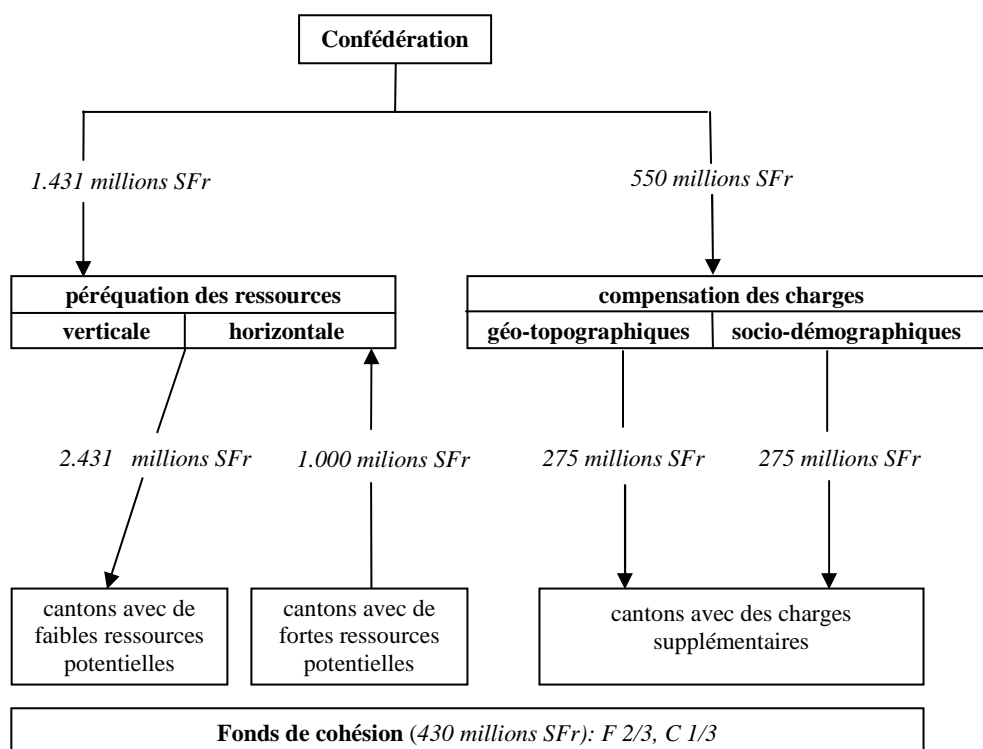 Confédération
1.431 millions SFr
550 millions SFr
péréquation des ressources
verticale
horizontale
compensation des charges
géo-topographiques
socio-démographiques
2.431 millions SFr
1.000 milions SFr
275 millions SFr
275 millions SFr
cantons avec de
faibles ressources
potentielles
cantons avec de
fortes ressources
potentielles
cantons avec des charges
supplémentaires
Fonds de cohésion (430 millions SFr): F 2/3, C 1/3